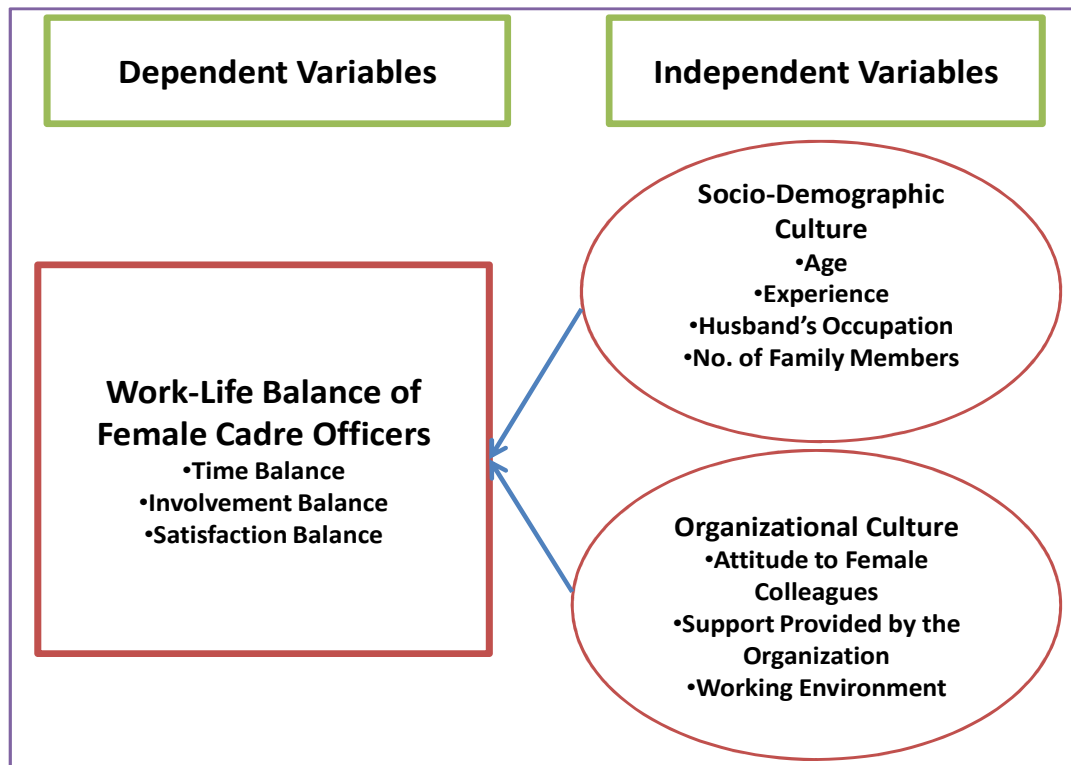 Dependent Variables
Independent Variables
Work-Life Balance of
Female Cadre Officers
•Time Balance
•Involvement Balance
•Satisfaction Balance
Socio-Demographic
Culture
•Age
•Experience
•Husband’s Occupation
•No. of Family Members
Organizational Culture
•Attitude to Female
Colleagues
•Support Provided by the
Organization
•Working Environment